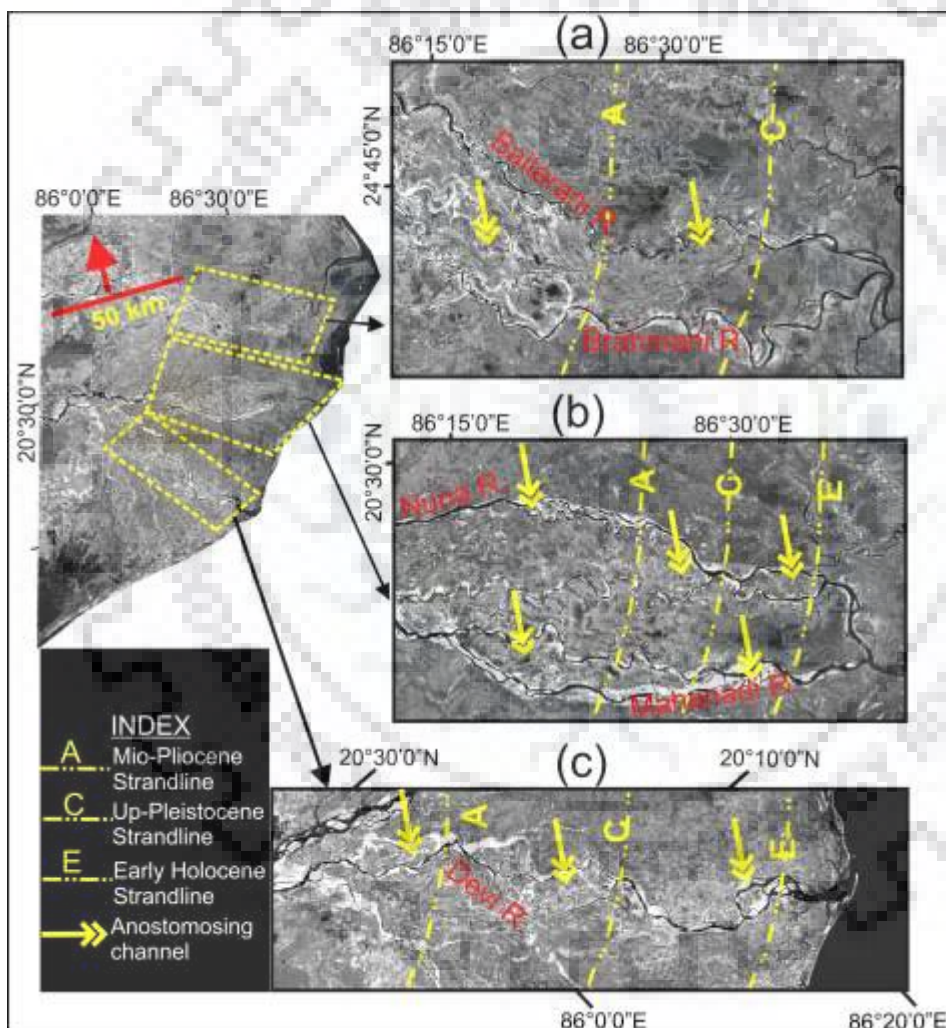 (a)
86°15'0"E
86°30'0"E
24°45'0"N
A
C
Brahmani R
86°0'0"E
86°30'0"E
50 km
20°30'0"N
(b)
86°15'0"E
86°30'0"E
20°30'0"N
Nuna R.
A
C
E
Mahanadi R
(c)
20°30'0"N
20°10'0"N
A
C
E
Devi R.
86°0'0"E
86°20'0"E
INDEX
A Mio-Pliocene
Strandline
C Up-Pleistocene
Strandline
E Early Holocene
Strandline
Anostomosing
channel